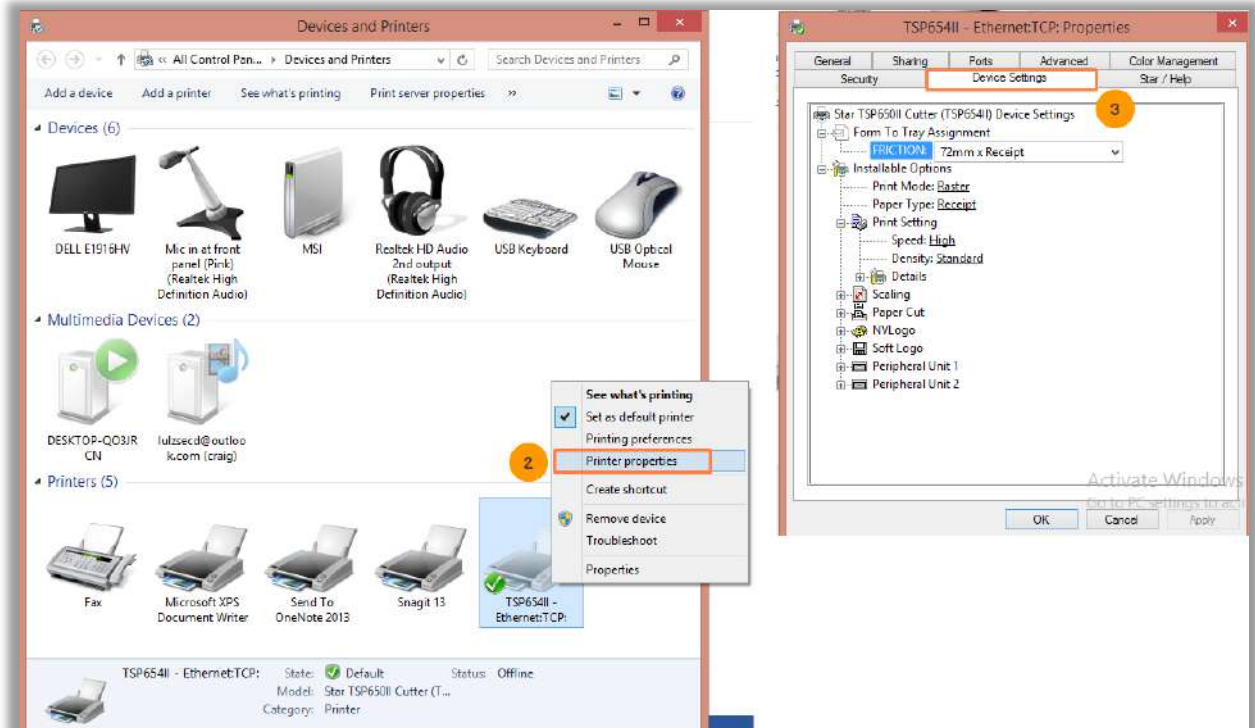 Devices and Printers
« All Control Pan... Devices and Printers
Search Devices and Printers
Add a device Add a printer See what's printing Print server properties »
Devices (6)
DELL E1916HV
Mic in at front
panel (Pink)
(Realtek High
Definition Audio)
MSI
Realtek HD Audio
2nd output
(Realtek High
Definition Audio)
USB Keyboard
USB Optical
Mouse
Multimedia Devices (2)
DESKTOP-QO3JR
CN
lulzsecd@outloo
k.com (craig)
Printers (5)
Fax
Microsoft XPS
Document Writer
Send To
OneNote 2013
Snagit 13
TSP654II -
Ethernet:TCP:
See what's printing
Set as default printer
Printing preferences
2
Printer properties
Create shortcut
Remove device
Troubleshoot
Properties
TSP654II - Ethernet:TCP: State: Default Status: Offline
Model: Star TSP650II Cutter (T...
Category: Printer
TSP654II - Ethernet:TCP: Properties
General Sharing Ports Advanced Color Management
Security Device Settings Star / Help
3
Star TSP650II Cutter (TSP654II) Device Settings
Form To Tray Assignment
FRICTION: 72mm x Receipt
Installable Options
Print Mode: Raster
Paper Type: Receipt
Print Setting
Speed: High
Density: Standard
Details
Scaling
Paper Cut
NVLogo
Soft Logo
Peripheral Unit 1
Peripheral Unit 2
Activate Windows
Go to PC settings to acti
OK Cancel Apply